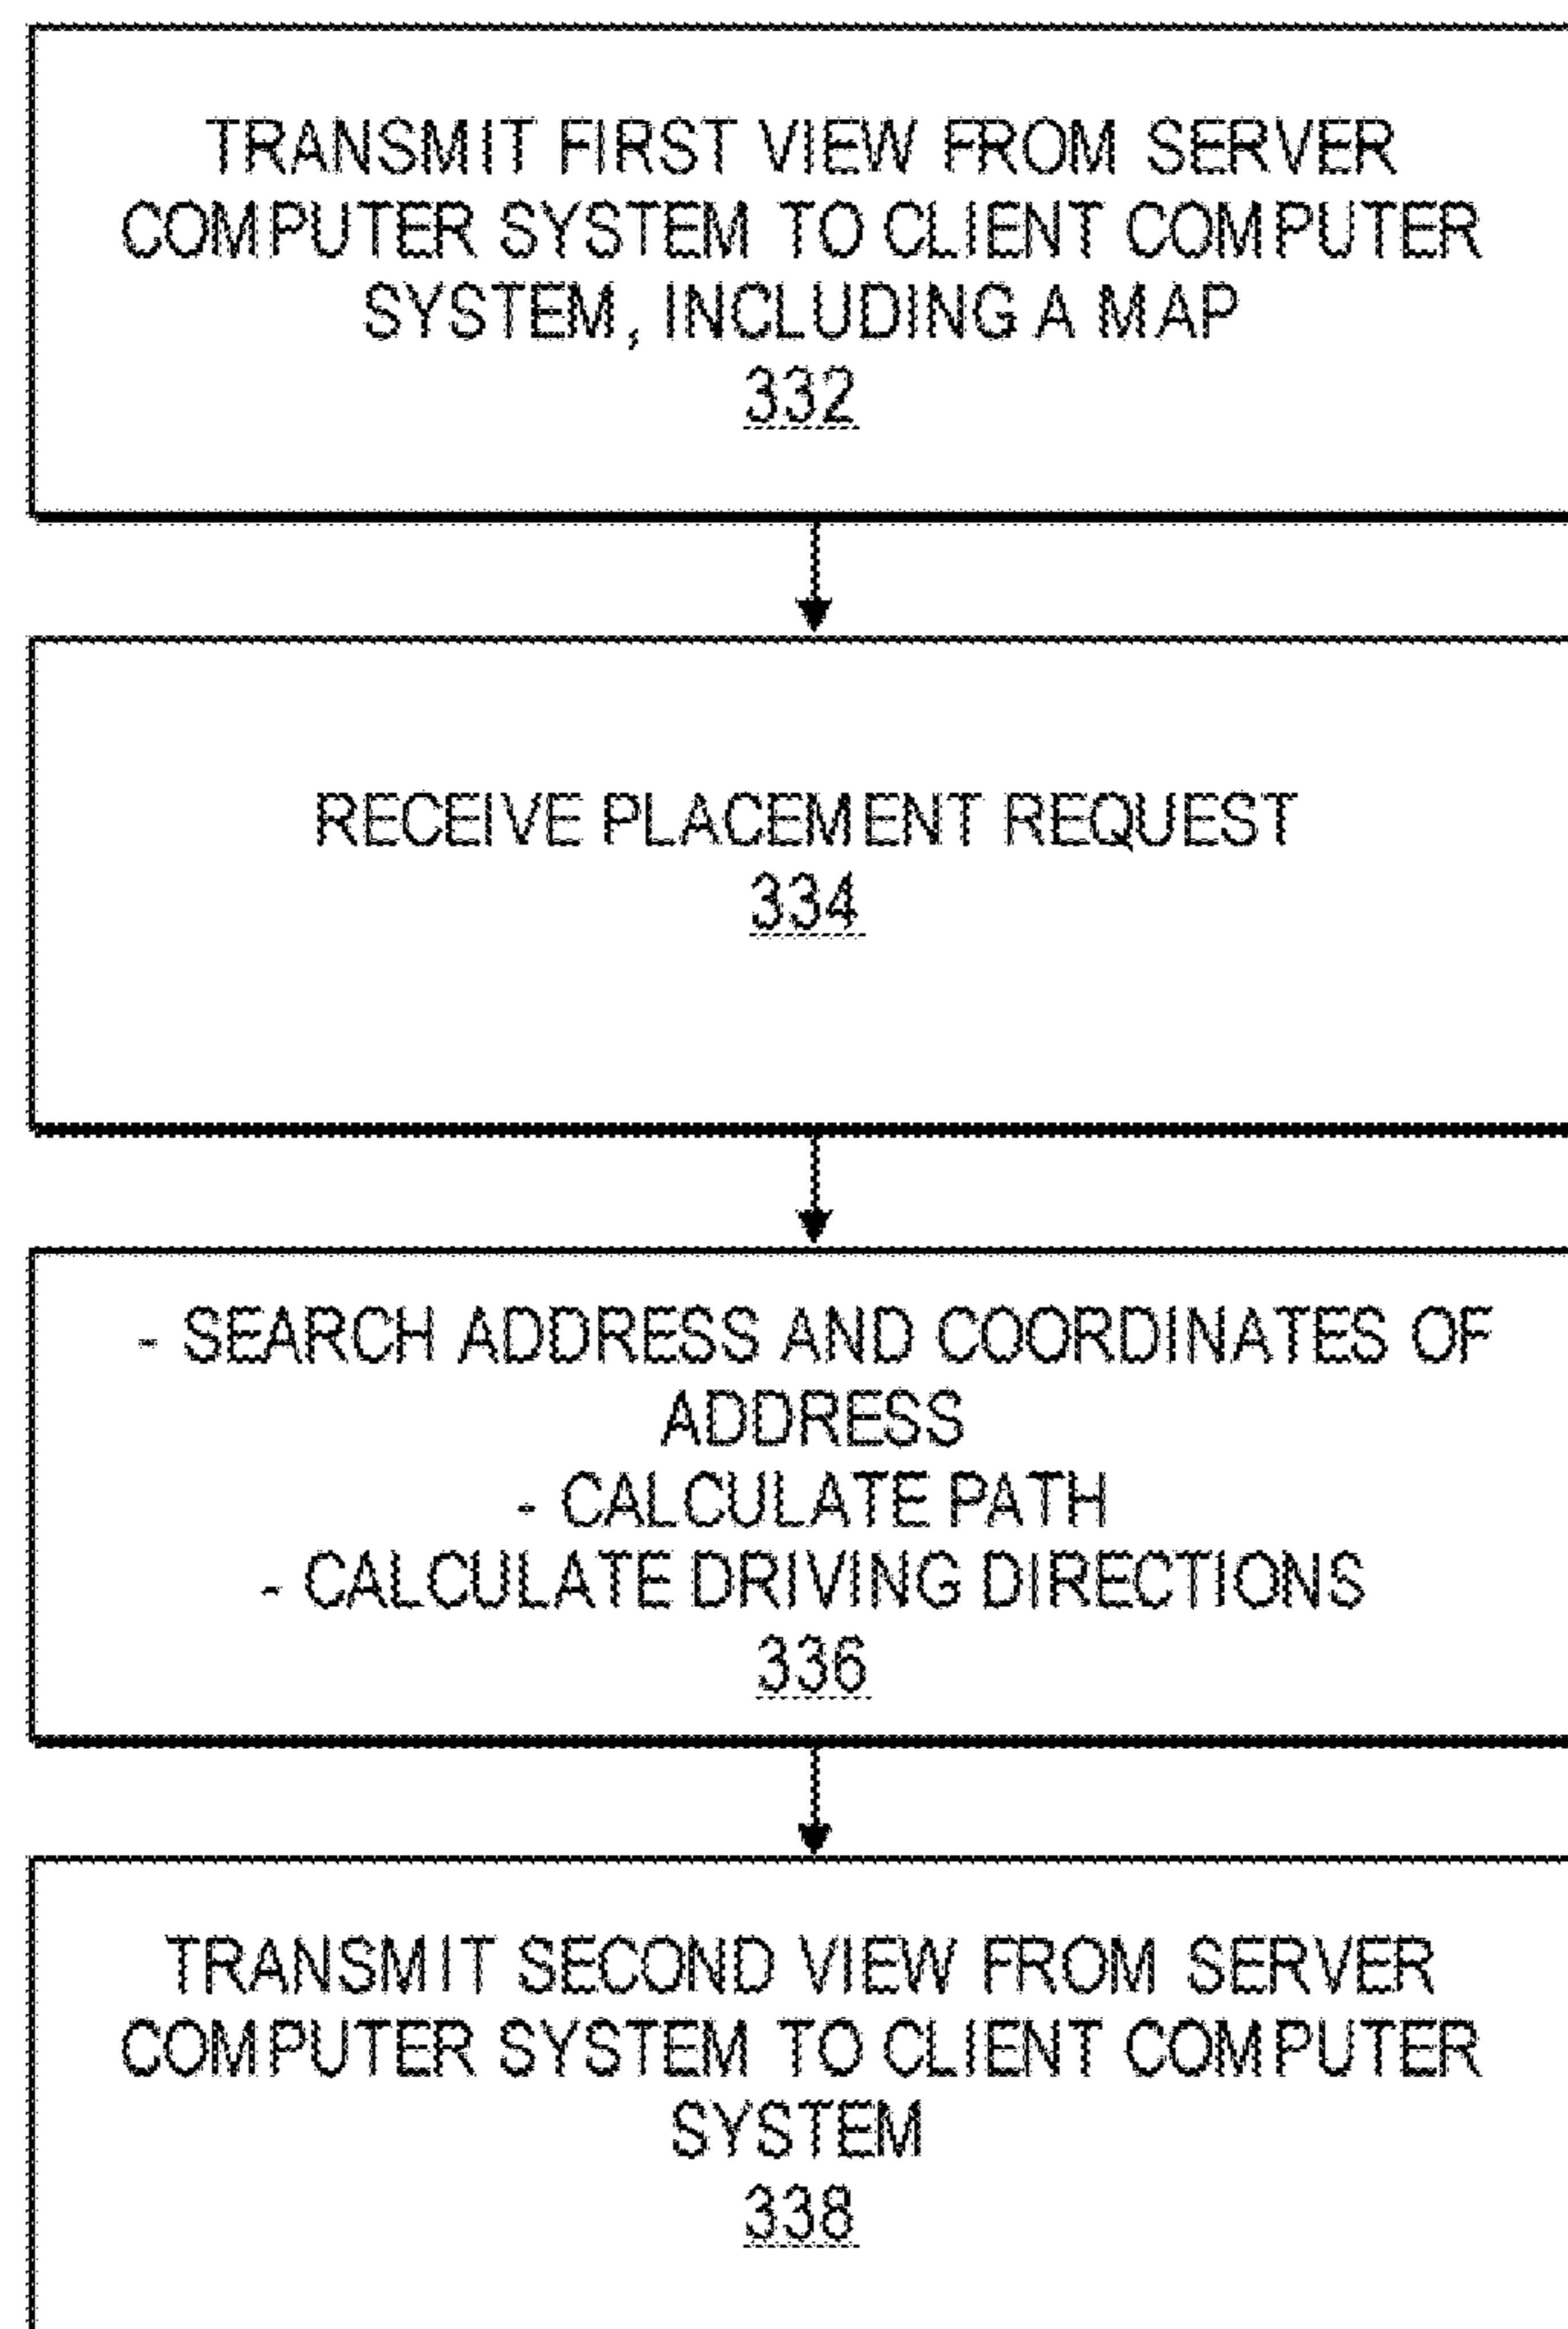 TRANSMIT FIRST VIEW FROM SERVER
COMPUTER SYSTEM TO CLIENT COMPUTER
SYSTEM, INCLUDING A MAP
332
RECEIVE PLACEMENT REQUEST
334
- SEARCH ADDRESS AND COORDINATES OF
ADDRESS
- CALCULATE PATH
- CALCULATE DRIVING DIRECTIONS
336
TRANSMIT SECOND VIEW FROM SERVER
COMPUTER SYSTEM TO CLIENT COMPUTER
SYSTEM
338